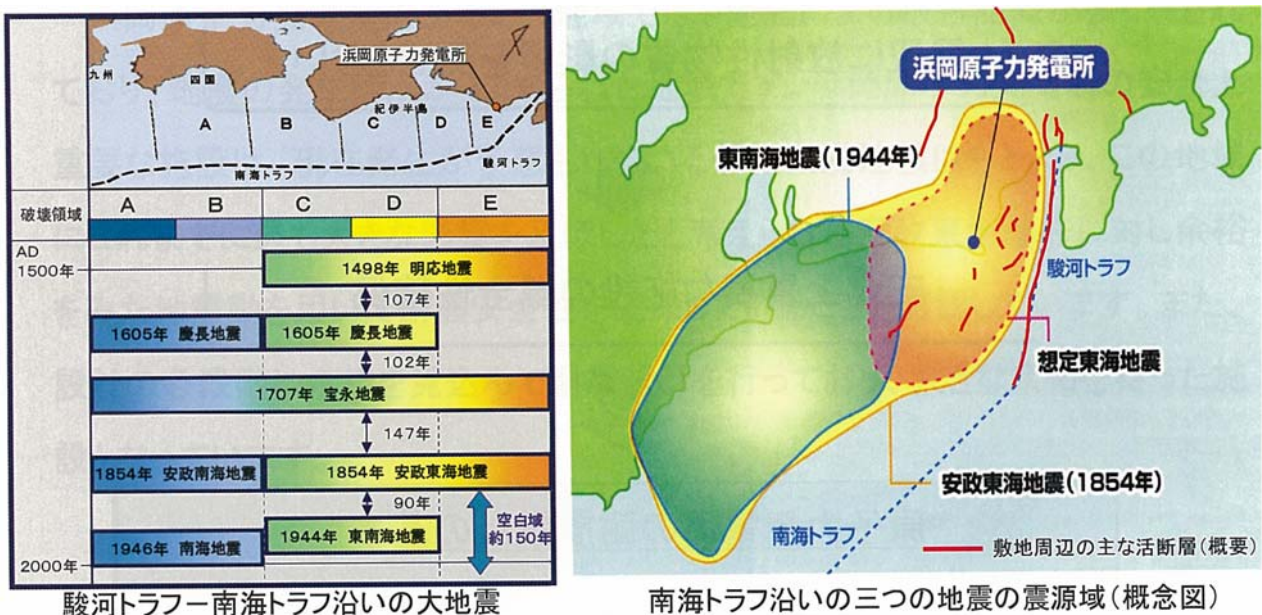 浜岡原子力発電所
九州
四国
紀伊半島
A
B
C
D
E
南海トラフ
駿河トラフ
破壊領域
A
B
C
D
E
AD
1500年
1498年 明応地震
107年
1605年 慶長地震
1605年 慶長地震
102年
1707年 宝永地震
147年
1854年 安政南海地震
1854年 安政東海地震
90年
空白域
約150年
1944年 東南海地震
1946年 南海地震
2000年
駿河トラフー南海トラフ沿いの大地震
浜岡原子力発電所
東南海地震(1944年)
駿河トラフ
想定東海地震
安政東海地震(1854年)
南海トラフ
敷地周辺の主な活断層(概要)
南海トラフ沿いの三つの地震の震源域(概念図)